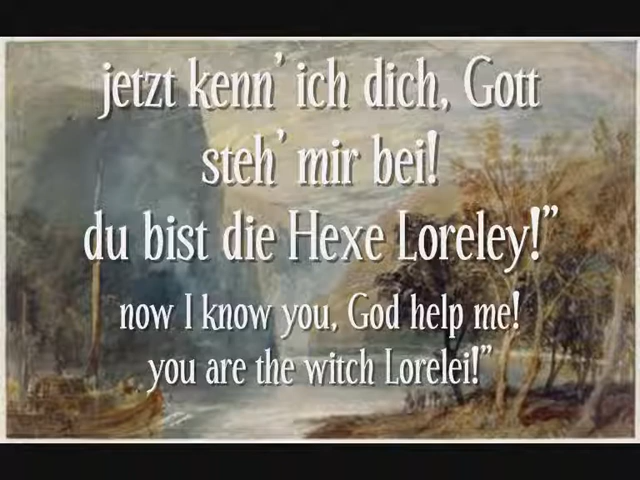 jetzt kenn' ich dich, Gott
steh' mir bei!
du bist die Hexe Loreley!”
now I know you, God help me!
you are the witch Lorelei!”